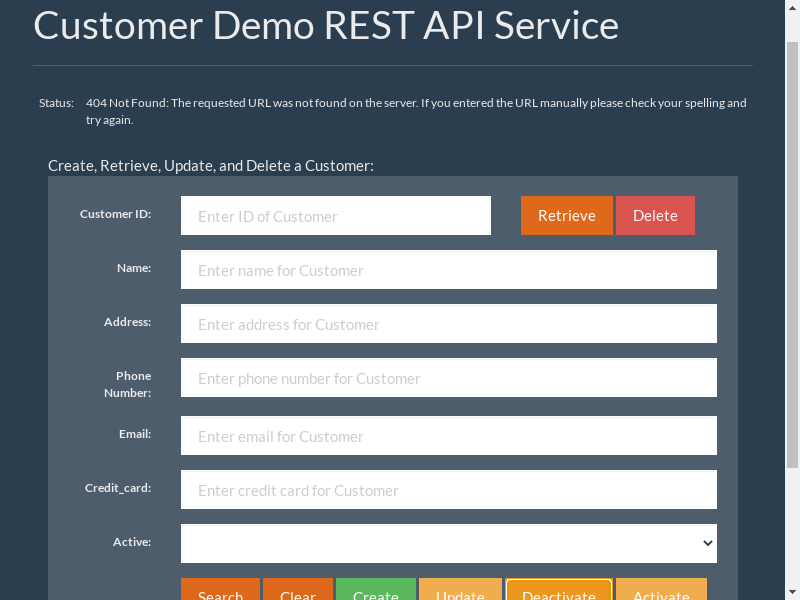 Customer Demo REST API Service
Status: 404 Not Found: The requested URL was not found on the server. If you entered the URL manually please check your spelling and
try again.
Create, Retrieve, Update, and Delete a Customer:
Customer ID: Enter ID of Customer Retrieve Delete
Name: Enter name for Customer
Address: Enter address for Customer
Phone Number: Enter phone number for Customer
Email: Enter email for Customer
Credit_card: Enter credit card for Customer
Active:
Search Clear Create Update Deactivate Activate